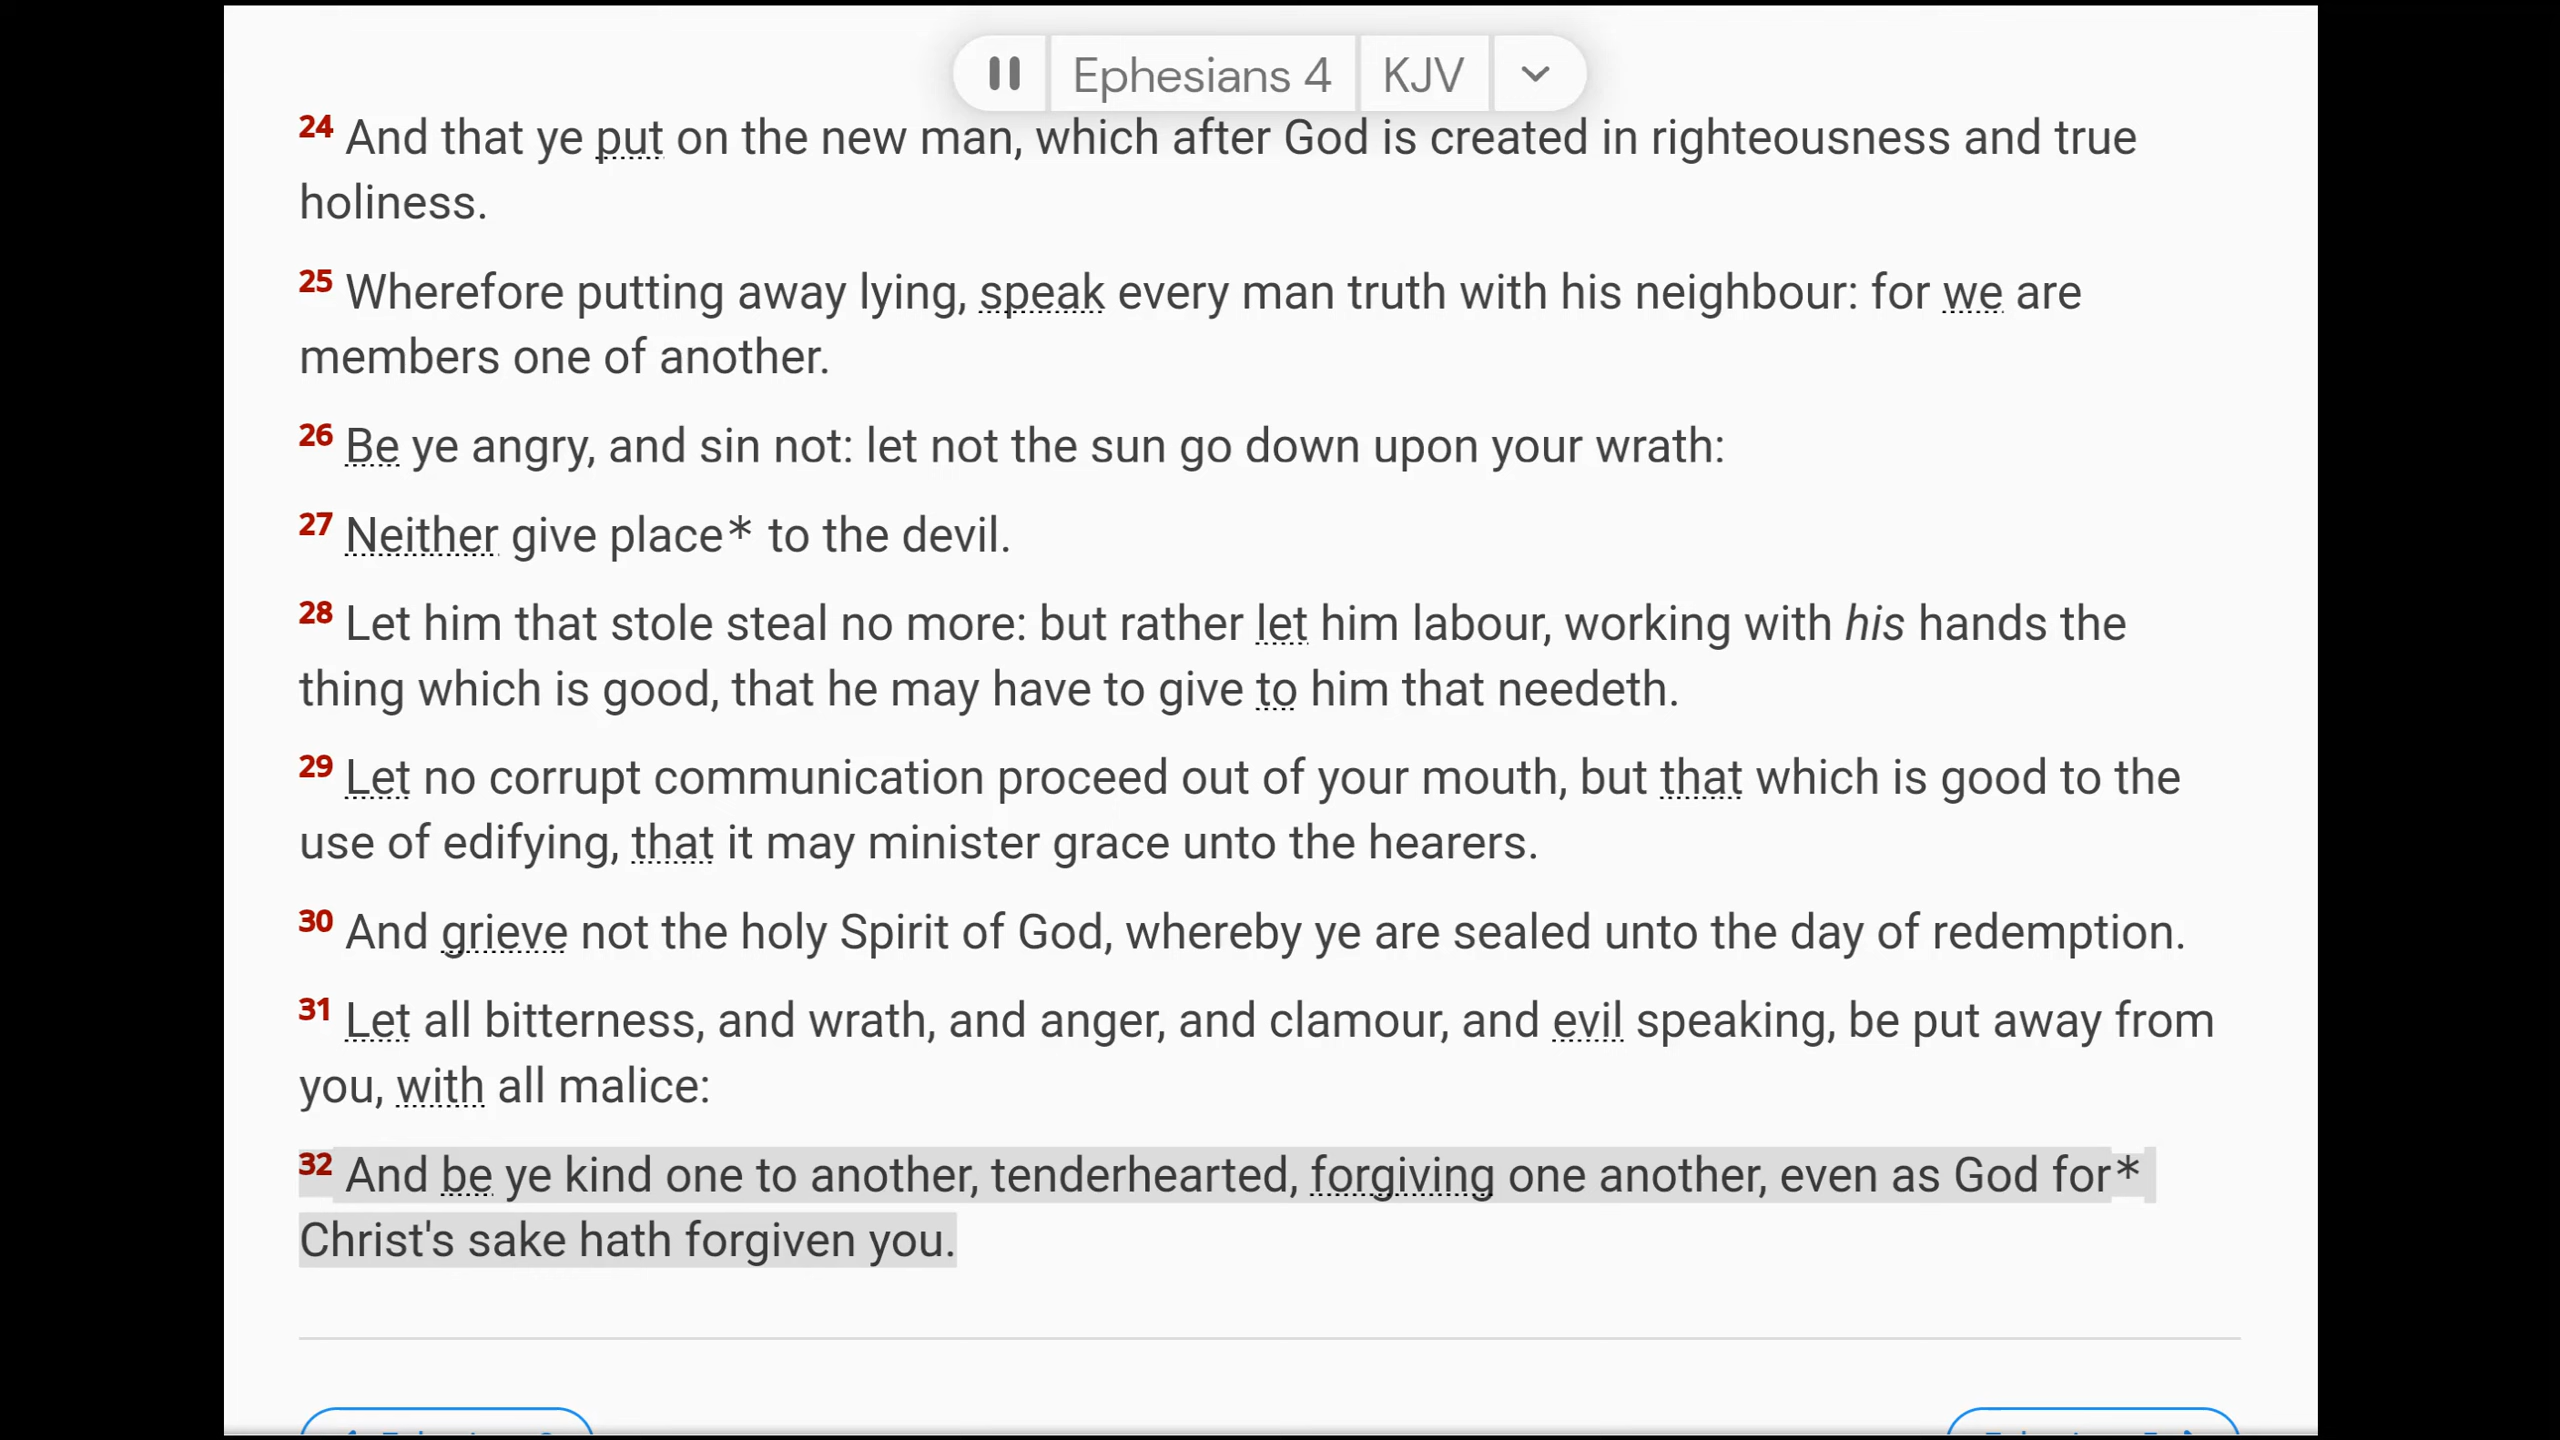 Ephesians 4 KJV
24 And that ye put on the new man, which after God is created in righteousness and true
holiness.
25 Wherefore putting away lying, speak every man truth with his neighbour: for we are
members one of another.
26 Be ye angry, and sin not: let not the sun go down upon your wrath:
27 Neither give place* to the devil.
28 Let him that stole steal no more: but rather let him labour, working with his hands the
thing which is good, that he may have to give to him that needeth.
29 Let no corrupt communication proceed out of your mouth, but that which is good to the
use of edifying, that it may minister grace unto the hearers.
30 And grieve not the holy Spirit of God, whereby ye are sealed unto the day of redemption.
31 Let all bitterness, and wrath, and anger, and clamour, and evil speaking, be put away from
you, with all malice:
32 And be ye kind one to another, tenderhearted, forgiving one another, even as God for*
Christ's sake hath forgiven you.